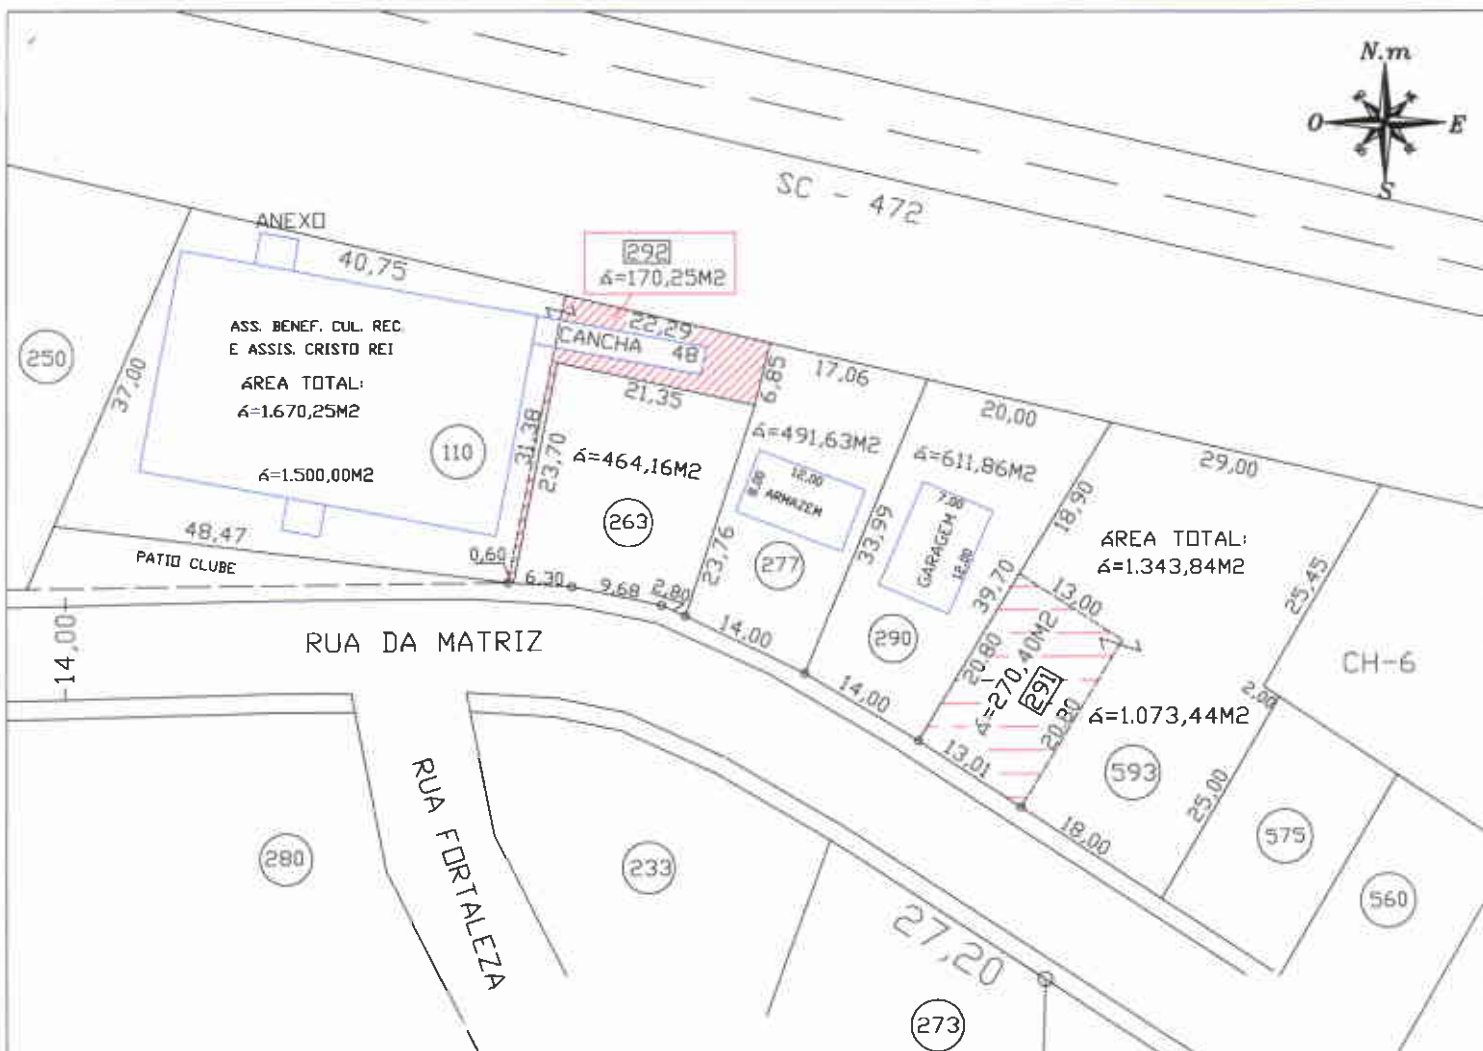 N.m
O
E
S
SC - 472
ANEXO
40,75
292
Á=170,25M2
22,29
CANCHA 48
21,35
6,85
17,06
20,00
29,00
250
37,00
ASS. BENEF. CUL. REC.
E ASSIS. CRISTO REI
ÁREA TOTAL:
Á=1.670,25M2
110
Á=1.500,00M2
31,38
23,70
Á=464,16M2
263
Á=491,63M2
12,00
8,00
ARMAZEM
277
23,76
33,99
Á=611,86M2
7,00
GARAGEM
12,00
290
18,90
39,70
20,80
ÁREA TOTAL:
Á=1.343,84M2
13,00
25,45
CH-6
Á=270,40M2
291
20,80
2,00
Á=1.073,44M2
593
25,00
575
560
48,47
PATIO CLUBE
0,60
6,30
9,68
2,80
14,00
14,00
13,01
18,00
14,00
RUA DA MATRIZ
RUA FORTALEZA
280
233
27,20
273